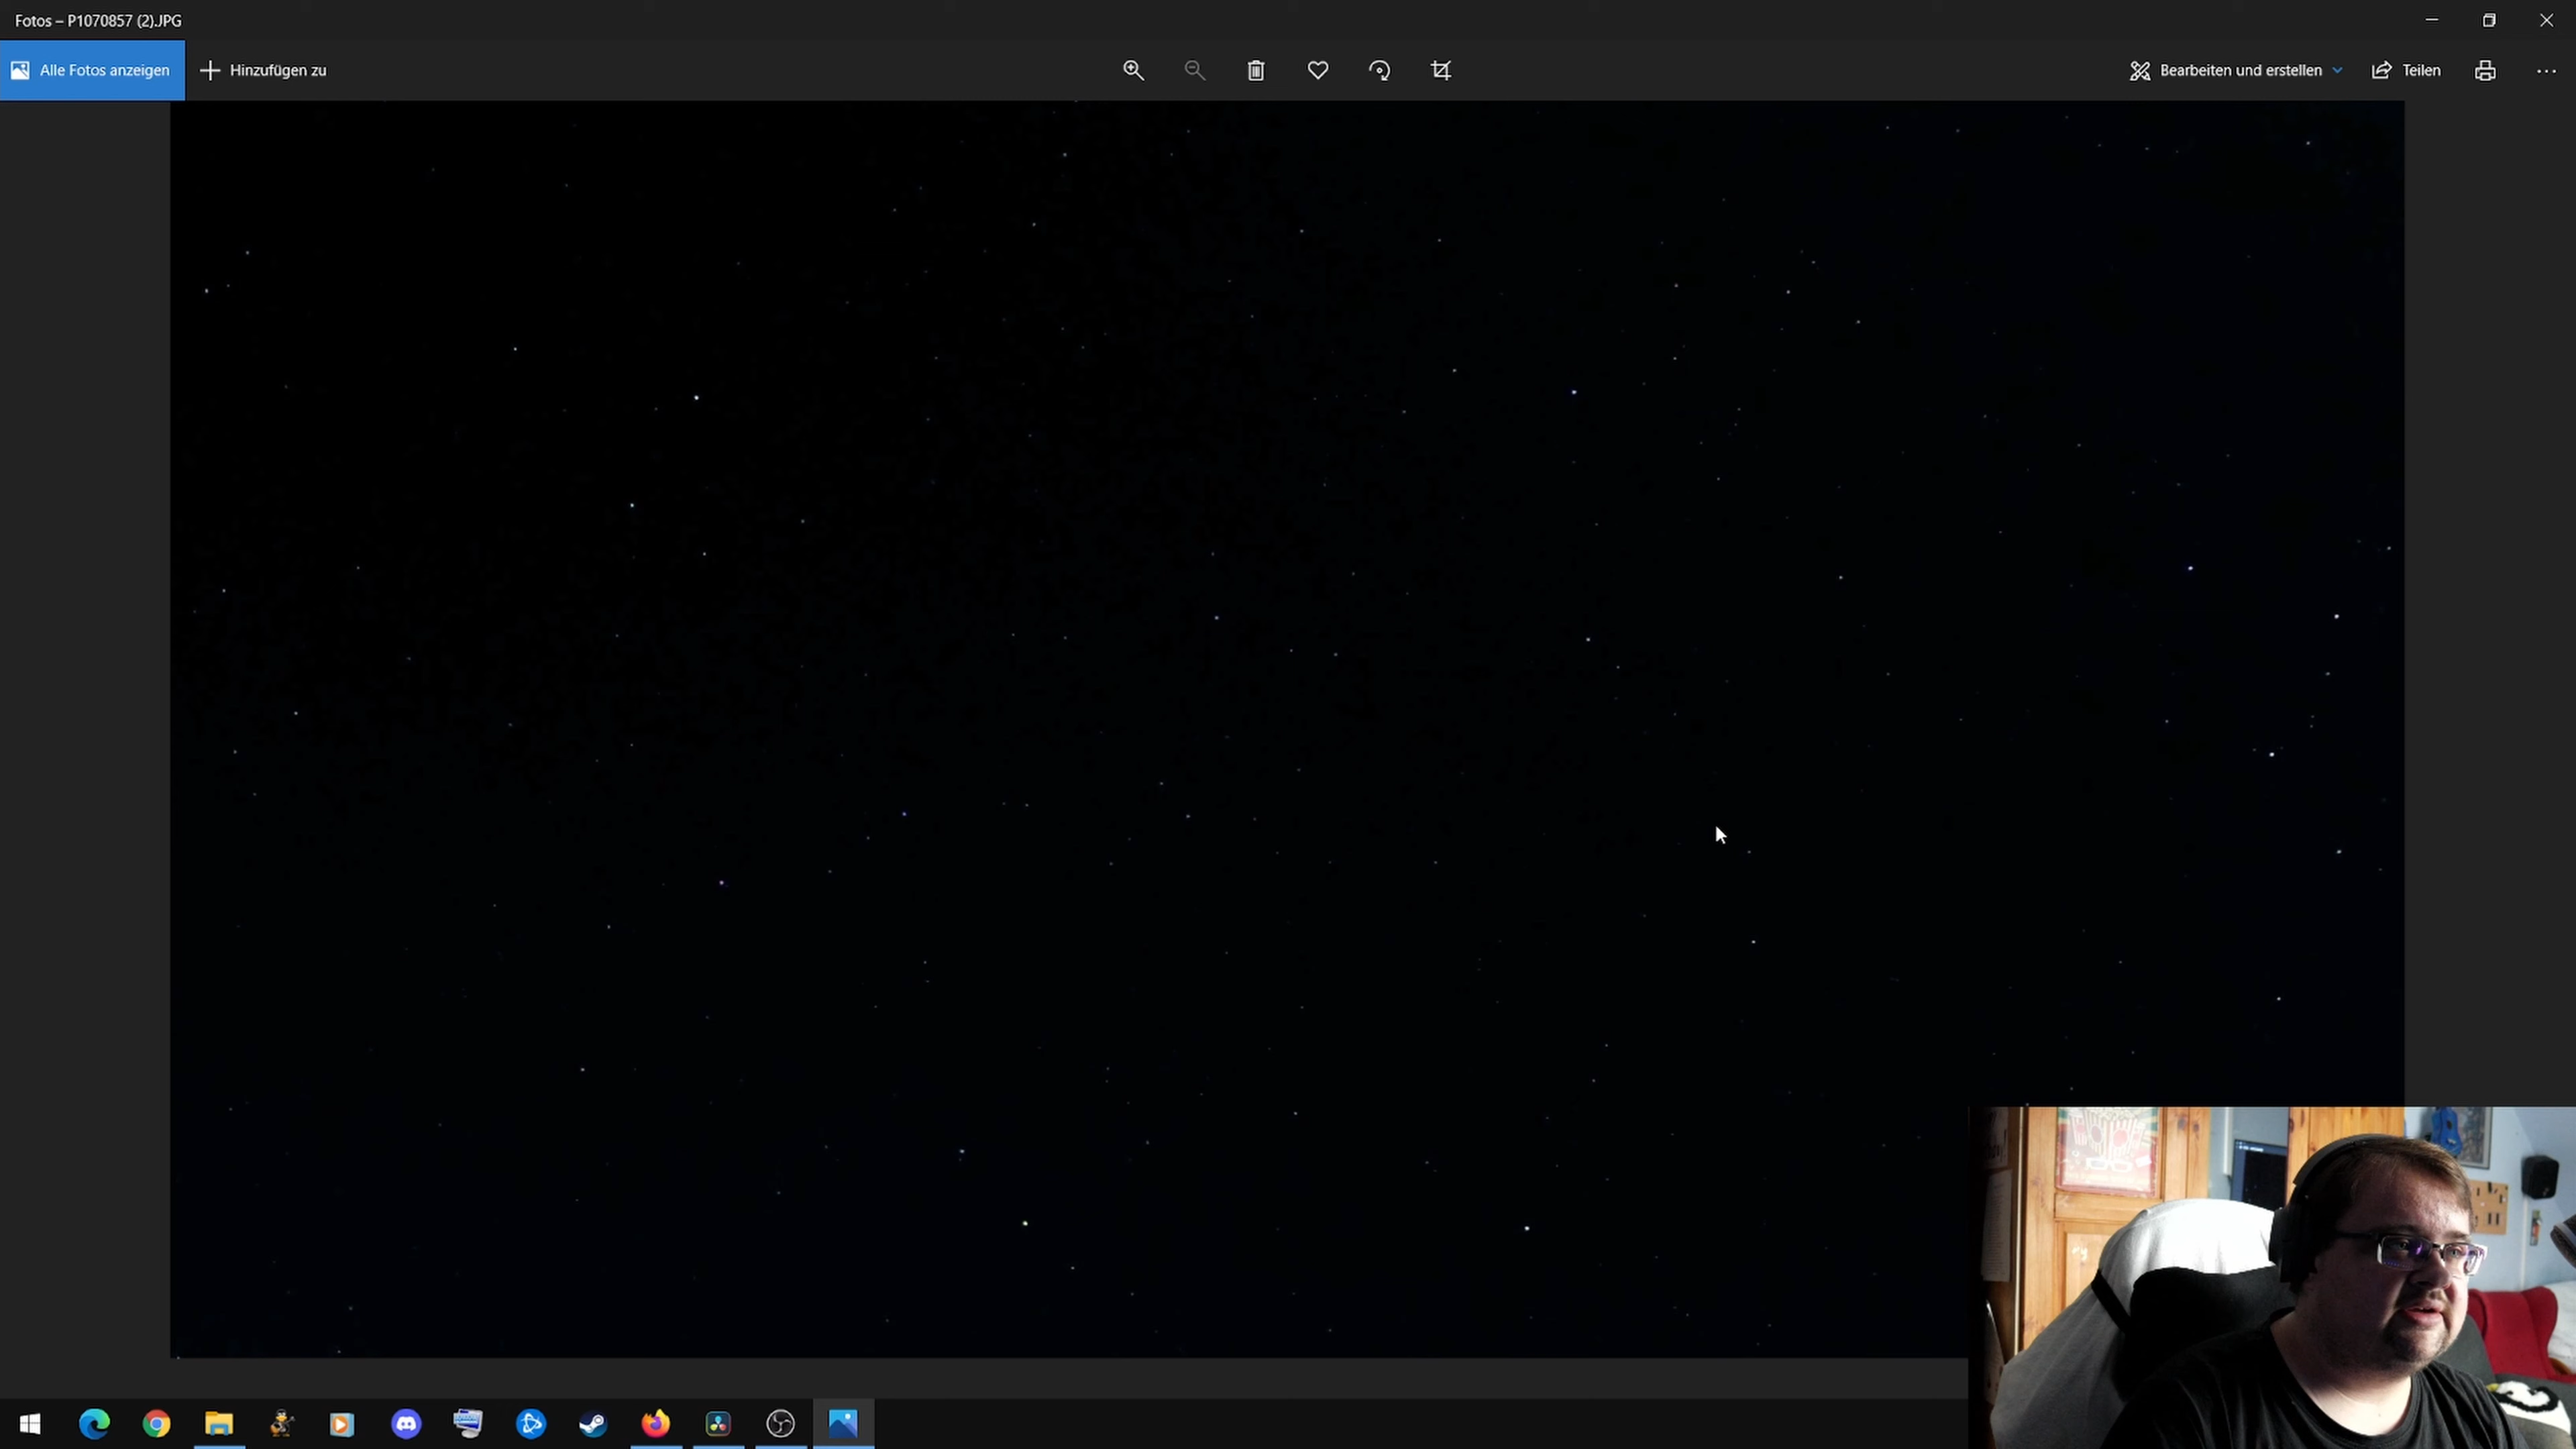 Fotos – P1070857 (2).JPG
Alle Fotos anzeigen
Hinzufügen zu
Bearbeiten und erstellen
Teilen